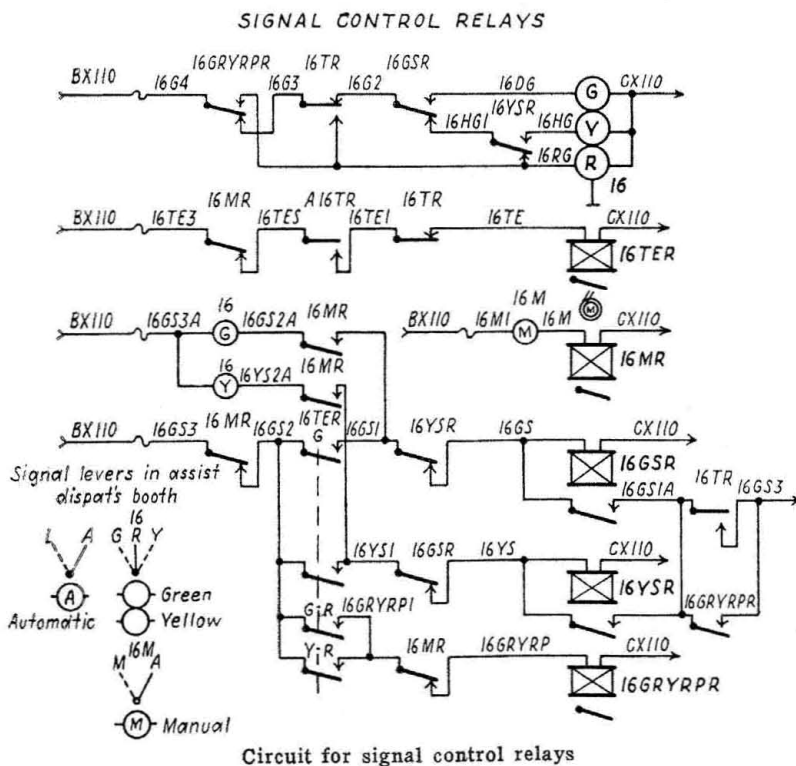 SIGNAL CONTROL RELAYS
16GRYRPR 16TR 16GSR
BX110 16G4 16G3 16G2 16DG G CX110
16YSR
16HG1 16HG Y
16RG R
16
16MR A16TR 16TR
BX110 16TE3 16TES 16TE1 16TE CX110
16TER
16 16MR 16M M
BX110 16GS3A G 16GS2A BX110 16M1 M 16M CX110
16 16MR 16MR
Y 16YS2A
16MR 16TER
BX110 16GS3 16GS2 G 16GS1 16YSR 16GS CX110
16GSR
Signal levers in assist
dispat's booth
16TR
16GS1A 16GS3
L A 16
G R Y
16YS1 16GSR 16YS CX110
A Green 16YSR
Automatic Yellow
G-R 16GRYRP1 16GRYRPR
16M Y-R 16MR 16GRYRP CX110
M A
16GRYRPR
M Manual
Circuit for signal control relays